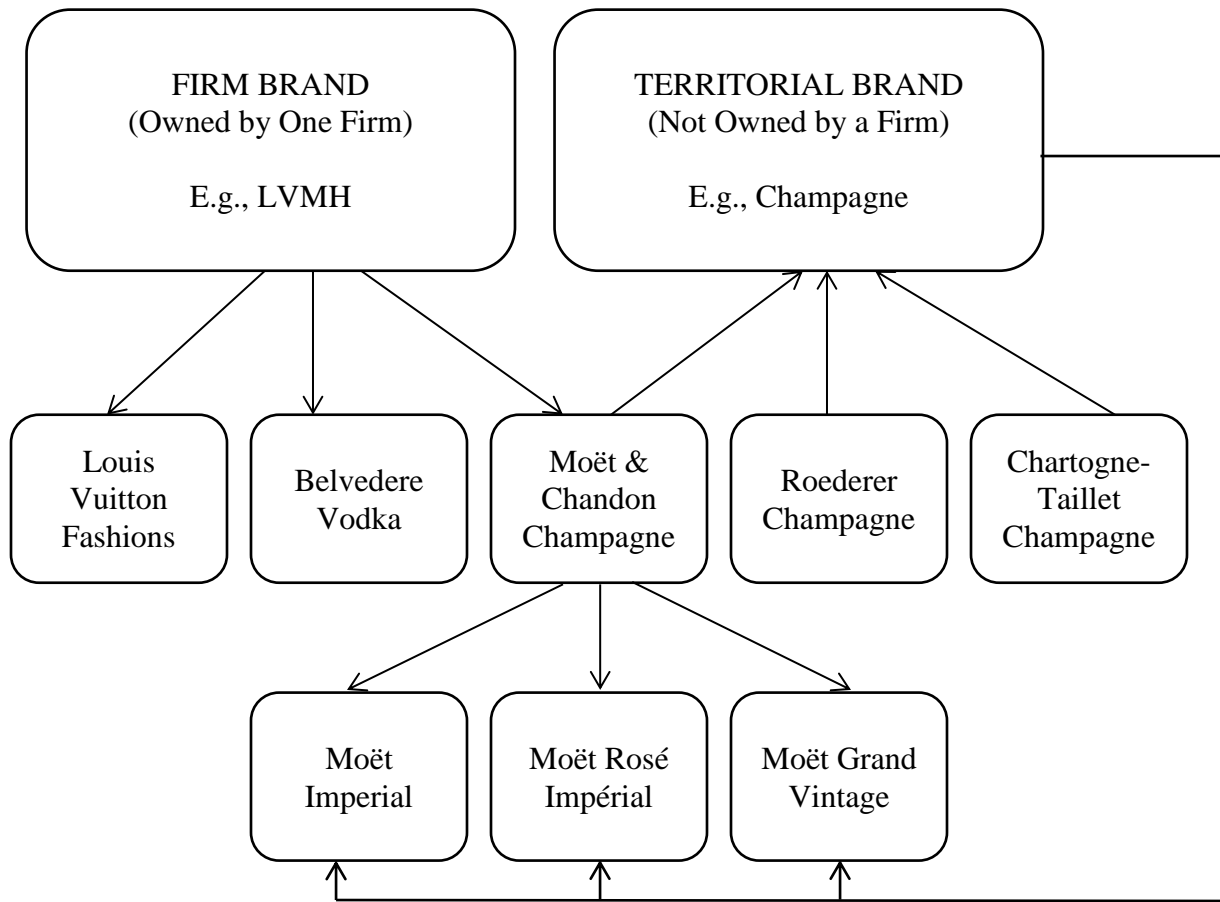 FIRM BRAND
(Owned by One Firm)
E.g., LVMH
TERRITORIAL BRAND
(Not Owned by a Firm)
E.g., Champagne
Louis
Vuitton
Fashions
Belvedere
Vodka
Moët &
Chandon
Champagne
Roederer
Champagne
Chartogne-
Taillet
Champagne
Moët
Imperial
Moët Rosé
Impérial
Moët Grand
Vintage